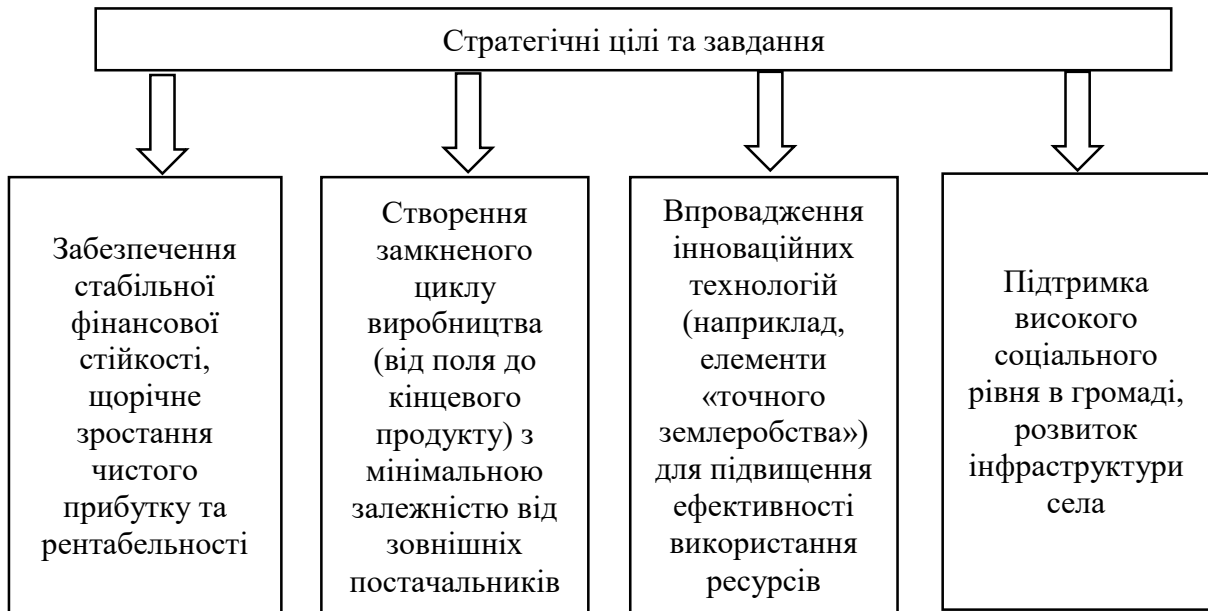 Стратегічні цілі та завдання
Забезпечення
стабільної
фінансової
стійкості,
щорічне
зростання
чистого
прибутку та
рентабельності
Створення
замкненого
циклу
виробництва
(від поля до
кінцевого
продукту) з
мінімальною
залежністю від
зовнішніх
постачальників
Впровадження
інноваційних
технологій
(наприклад,
елементи
«точного
землеробства»)
для підвищення
ефективності
використання
ресурсів
Підтримка
високого
соціального
рівня в громаді,
розвиток
інфраструктури
села